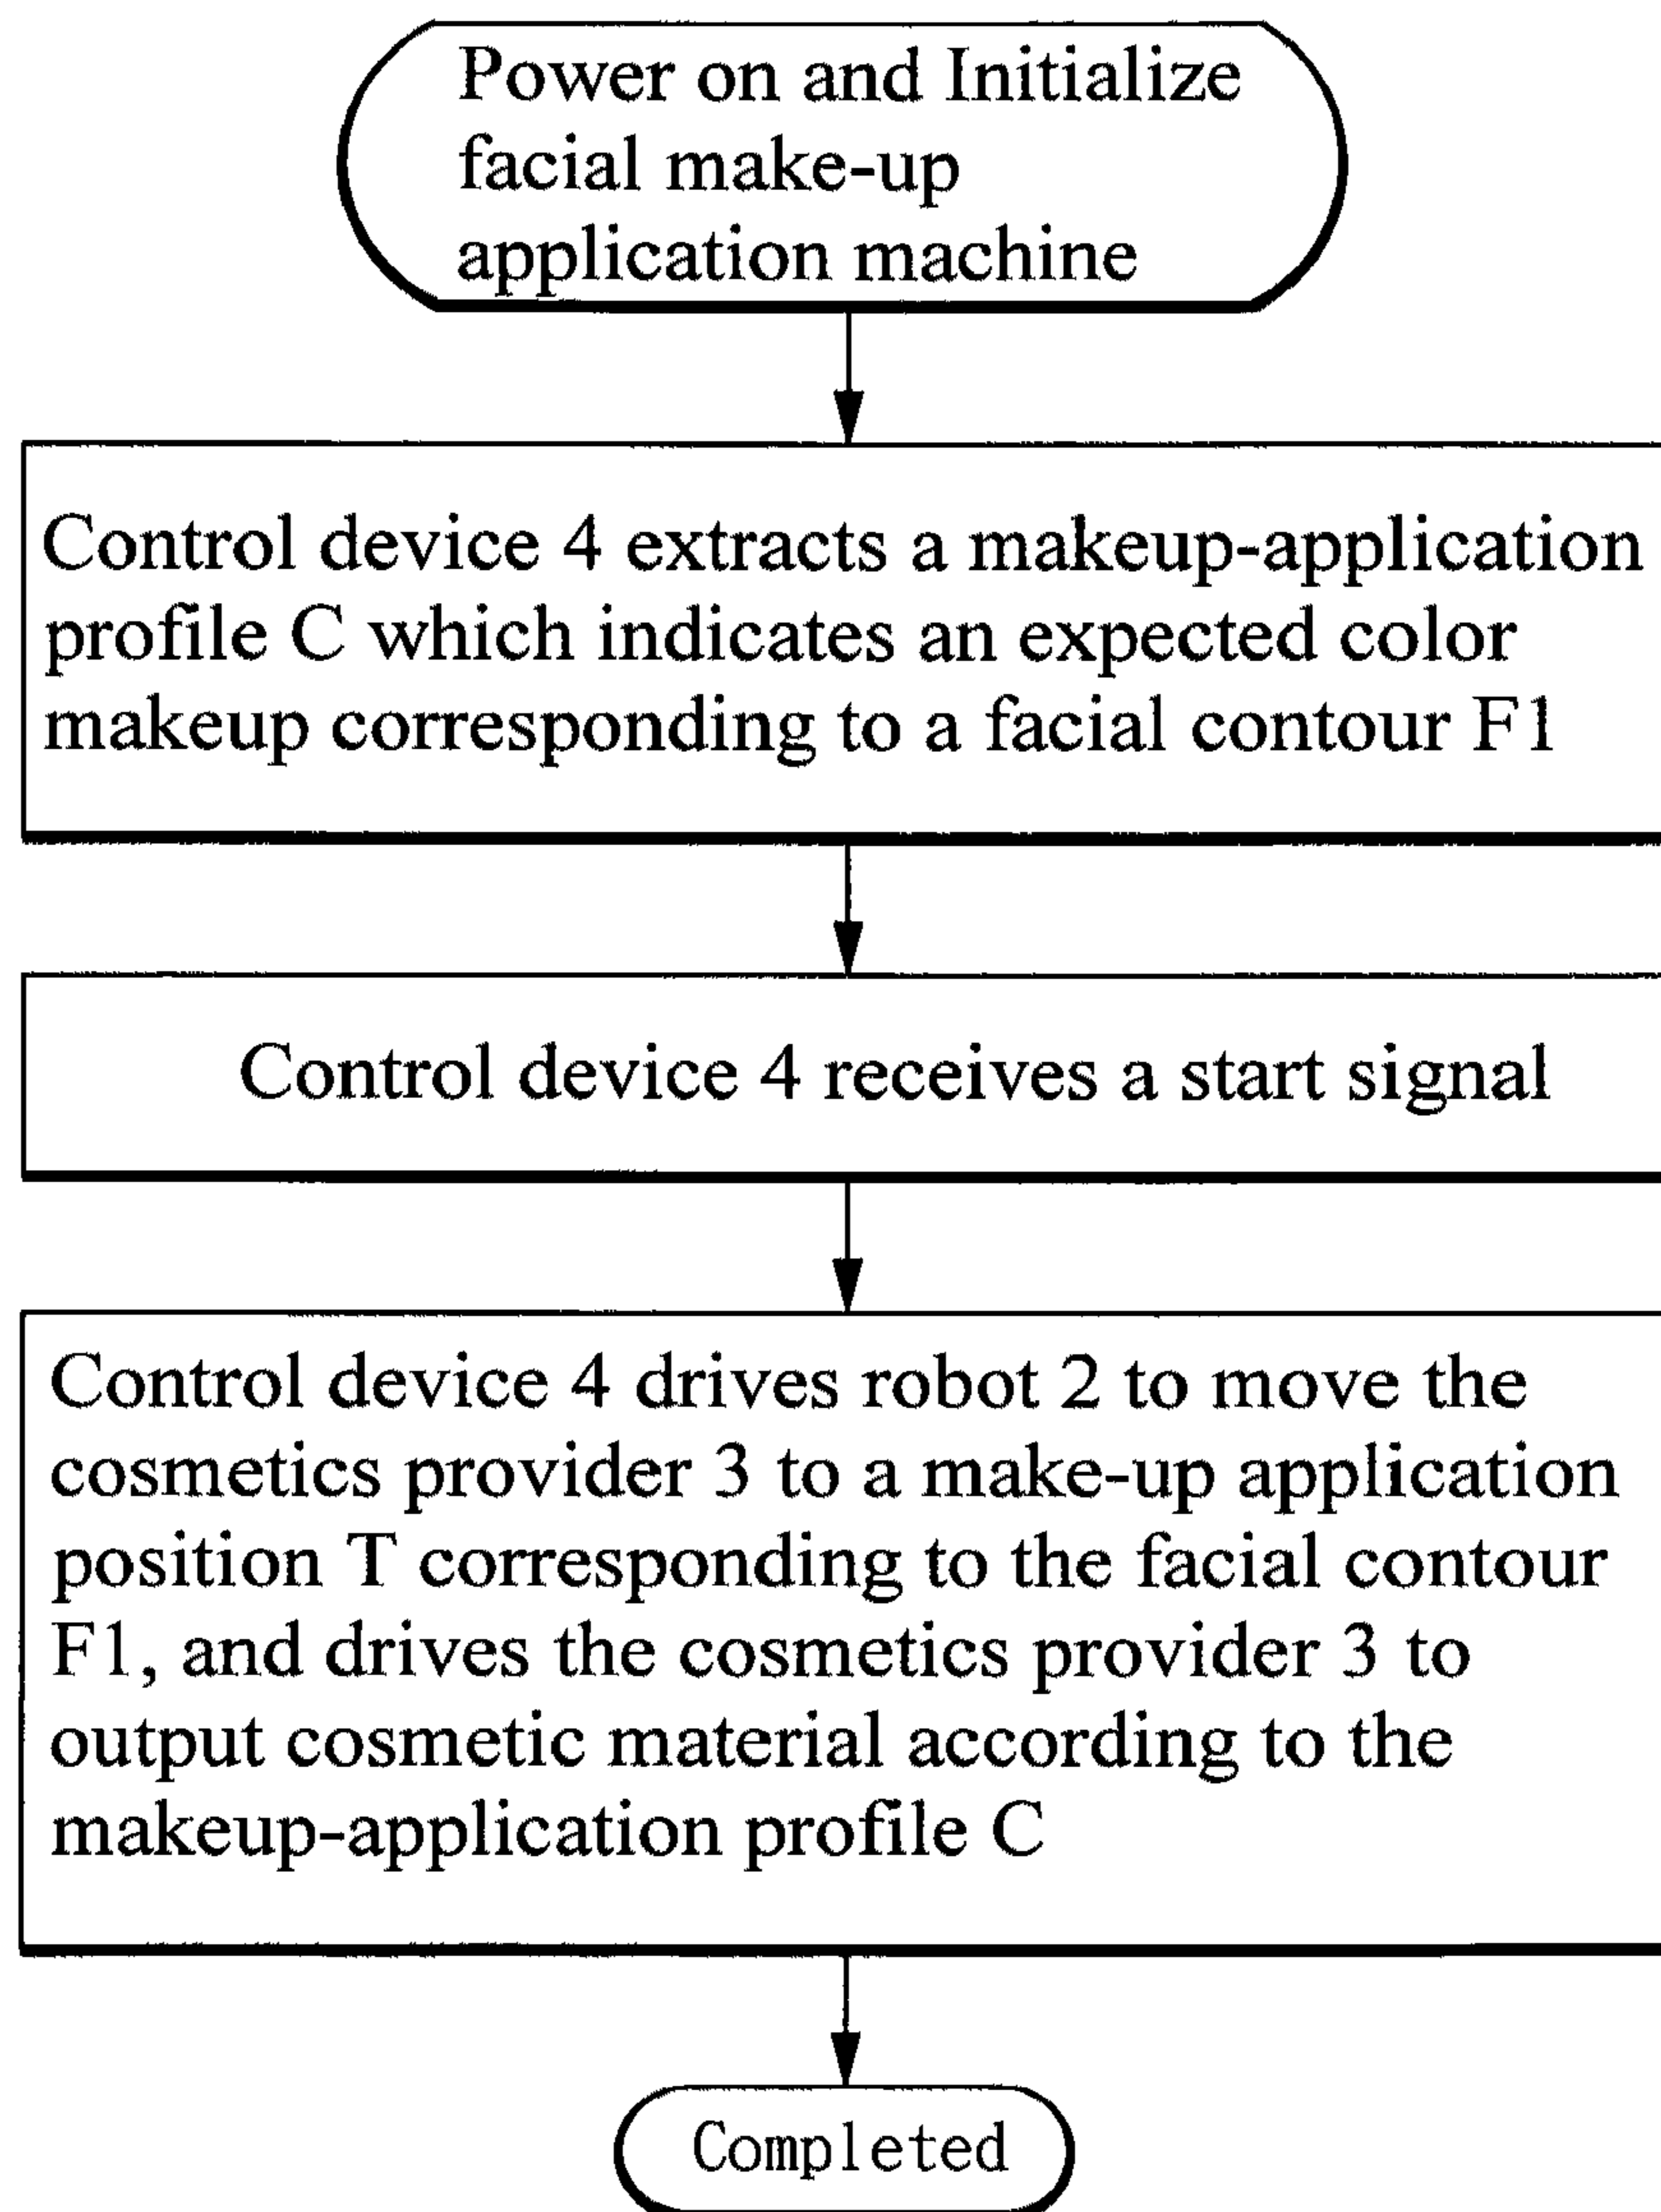 Power on and Initialize
facial make-up
application machine
Control device 4 extracts a makeup-application
profile C which indicates an expected color
makeup corresponding to a facial contour F1
Control device 4 receives a start signal
Control device 4 drives robot 2 to move the
cosmetics provider 3 to a make-up application
position T corresponding to the facial contour
F1, and drives the cosmetics provider 3 to
output cosmetic material according to the
makeup-application profile C
Completed